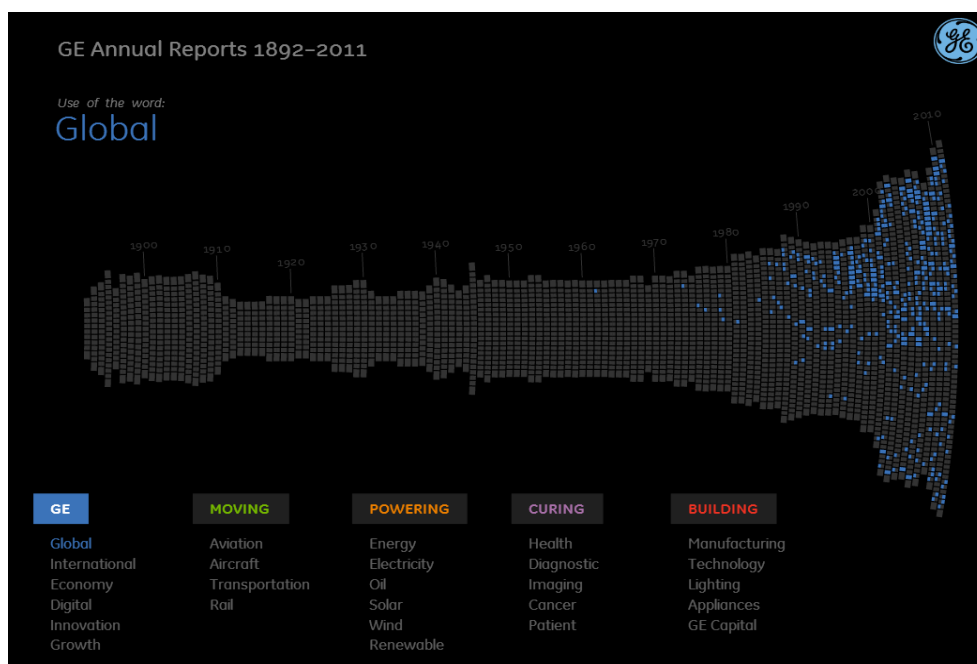 GE Annual Reports 1892–2011
GE
Use of the word:
Global
1900
1910
1920
1930
1940
1950
1960
1970
1980
1990
2000
2010
GE
Global
International
Economy
Digital
Innovation
Growth
MOVING
Aviation
Aircraft
Transportation
Rail
POWERING
Energy
Electricity
Oil
Solar
Wind
Renewable
CURING
Health
Diagnostic
Imaging
Cancer
Patient
BUILDING
Manufacturing
Technology
Lighting
Appliances
GE Capital